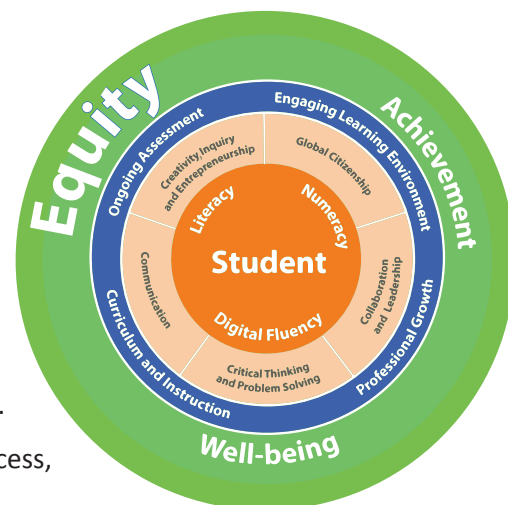 Equity
Achievement
Well-being
Ongoing Assessment
Engaging Learning Environment
Curriculum and Instruction
Professional Growth
Creativity, Inquiry
and Entrepreneurship
Global Citizenship
Communication
Collaboration
and Leadership
Critical Thinking
and Problem Solving
Literacy
Numeracy
Student
Digital Fluency
.
cess,